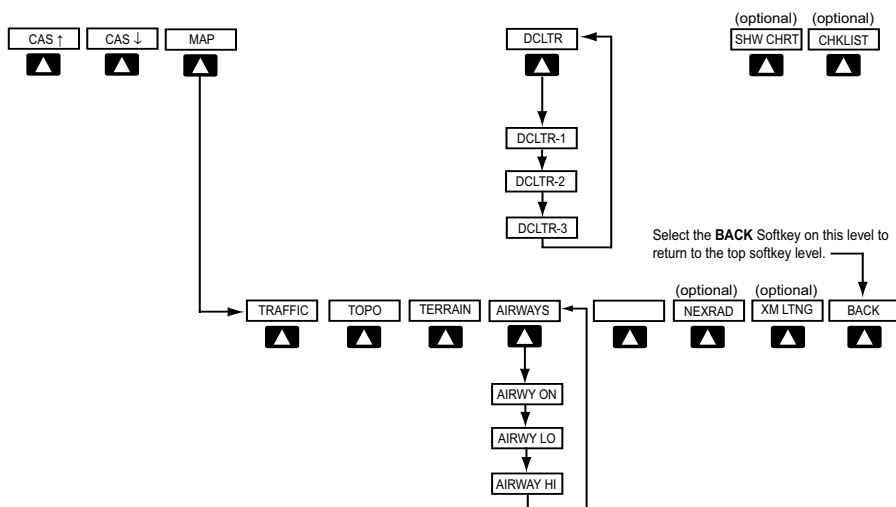 (optional) (optional)
CAS ↑ CAS ↓ MAP DCLTR SHW CHRT CHKLIST
DCLTR-1
DCLTR-2
DCLTR-3
Select the BACK Softkey on this level to
return to the top softkey level.
(optional) (optional)
TRAFFIC TOPO TERRAIN AIRWAYS NEXRAD XM LTNG BACK
AIRWY ON
AIRWY LO
AIRWAY HI